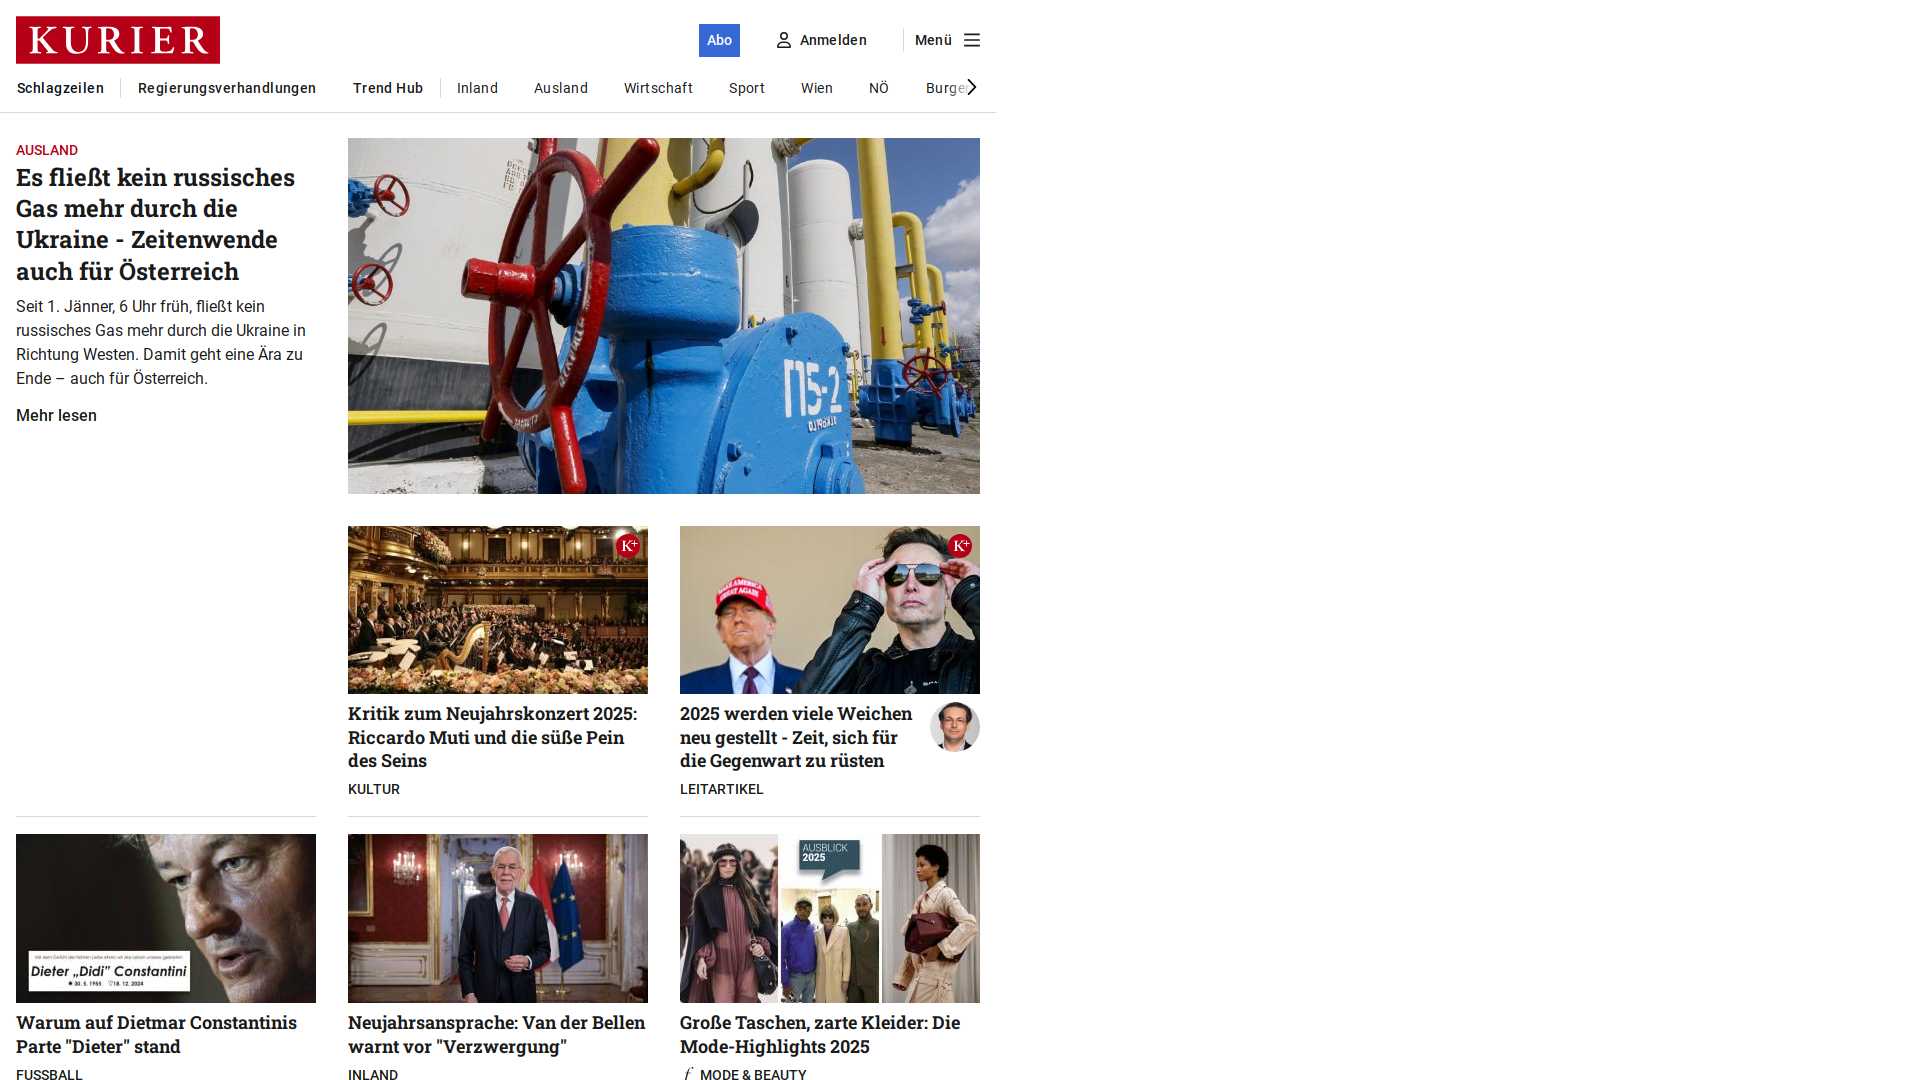 KURIER
Abo
Anmelden
Menü
Schlagzeilen
Regierungsverhandlungen
Trend Hub
Inland
Ausland
Wirtschaft
Sport
Wien
NÖ
AUSLAND
Es fließt kein russisches
Gas mehr durch die
Ukraine - Zeitenwende
auch für Österreich
Seit 1. Jänner, 6 Uhr früh, fließt kein
russisches Gas mehr durch die Ukraine in
Richtung Westen. Damit geht eine Ära zu
Ende – auch für Österreich.
Mehr lesen
П5-2
K+
Kritik zum Neujahrskonzert 2025:
Riccardo Muti und die süße Pein
des Seins
KULTUR
K+
MAKE AMERICA
GREAT AGAIN
2025 werden viele Weichen
neu gestellt - Zeit, sich für
die Gegenwart zu rüsten
LEITARTIKEL
Dieter „Didi" Constantini
Warum auf Dietmar Constantinis
Parte "Dieter" stand
FUSSBALL
Neujahrsansprache: Van der Bellen
warnt vor "Verzwergung"
INLAND
AUSBLICK
2025
Große Taschen, zarte Kleider: Die
Mode-Highlights 2025
f MODE & BEAUTY